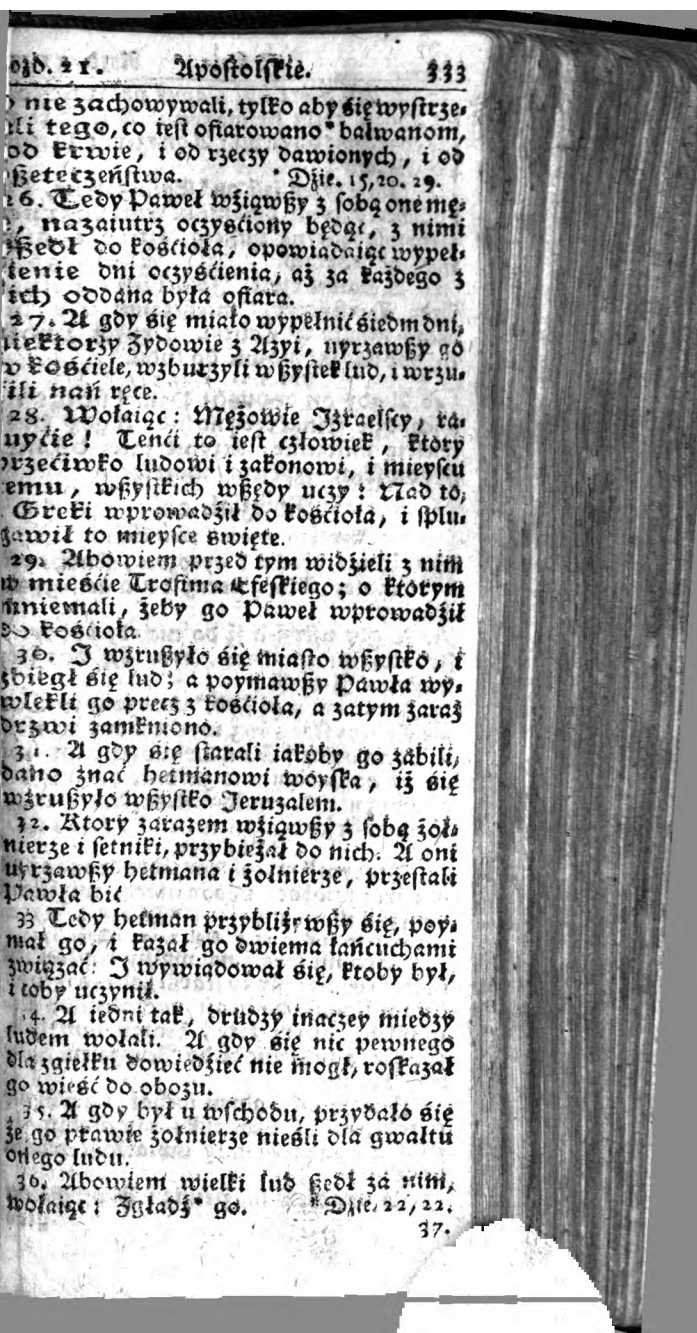 ozd. 21. Apostolskie. 333
nie zachowywali, tylko aby się wystrze-
ali tego, co iest ofiarowano * bałwanom,
od krwie, i od rzeczy dawionych, i od
wszeteczeństwa. * Dzie. 15, 20. 29.
26. Tedy Paweł wziąwszy z sobą one mę-
że, nazaiutrz oczyściony będąc, z nimi
wszedł do kościoła, opowiadaiąc wypeł-
nienie dni oczyścienia, aż za każdego z
nich oddana była ofiara.
27. A gdy się miało wypełnić siedm dni,
niektorzy Zydowie z Azyi, uyrzawszy go
w kościele, wzburzyli wszystek lud, i wrzu-
cili nań ręce.
28. Wołaiąc: Mężowie Izraelscy, ra-
tuycie! Tenci to iest człowiek, ktory
przeciwko ludowi i zakonowi, i mieyscu
temu, wszystkich wszędy uczy: Nad to,
Greki wprowadził do kościoła, i splu-
gawił to mieysce święte.
29. Abowiem przed tym widzieli z nim
w mieście Trofima Efeskiego; o ktorym
mniemali, żeby go Paweł wprowadził
do kościoła.
30. I wzruszyło się miasto wszystko, i
zbiegł się lud; a poymawszy Pawła wy-
wlekli go precz z kościoła, a zatym zaraz
drzwi zamkniono.
31. A gdy się starali iakoby go zabili,
dano znać hetmanowi woyska, iż się
wzruszyło wszystko Jeruzalem.
32. Ktory zarazem wziąwszy z sobą żoł-
nierze i setniki, przybieżał do nich. A oni
uyrzawszy hetmana i żołnierze, przestali
Pawła bić
33 Tedy hetman przybliżywszy się, poy-
mał go, i kazał go dwiema łańcuchami
związać: I wywiądował się, ktoby był,
i coby uczynił.
34. A iedni tak, drudzy inaczey miedzy
ludem wołali. A gdy się nic pewnego
dla zgiełku dowiedzieć nie mogł, roskazał
go wieść do obozu.
35. A gdy był u wschodu, przydało się
że go prawie żołnierze nieśli dla gwałtu
onego ludu.
36. Abowiem wielki lud szedł za nim,
wołaiąc: Zgładź * go. * Dzie. 22, 22.
37.